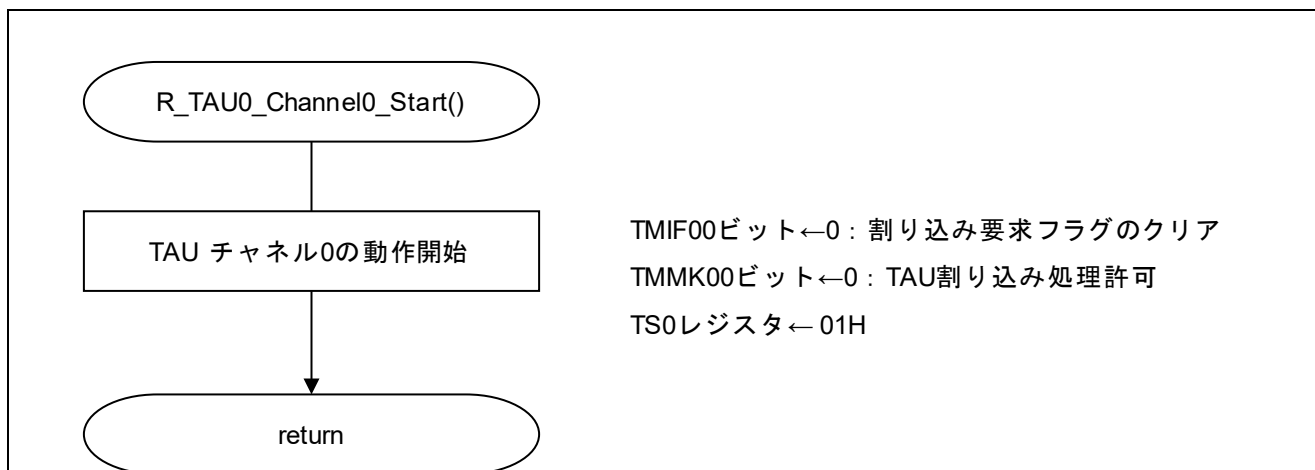 R_TAU0_Channel0_Start()
TAU チャネル0の動作開始
TMIF00ビット←0：割り込み要求フラグのクリア
TMMK00ビット←0：TAU割り込み処理許可
TS0レジスタ← 01H
return